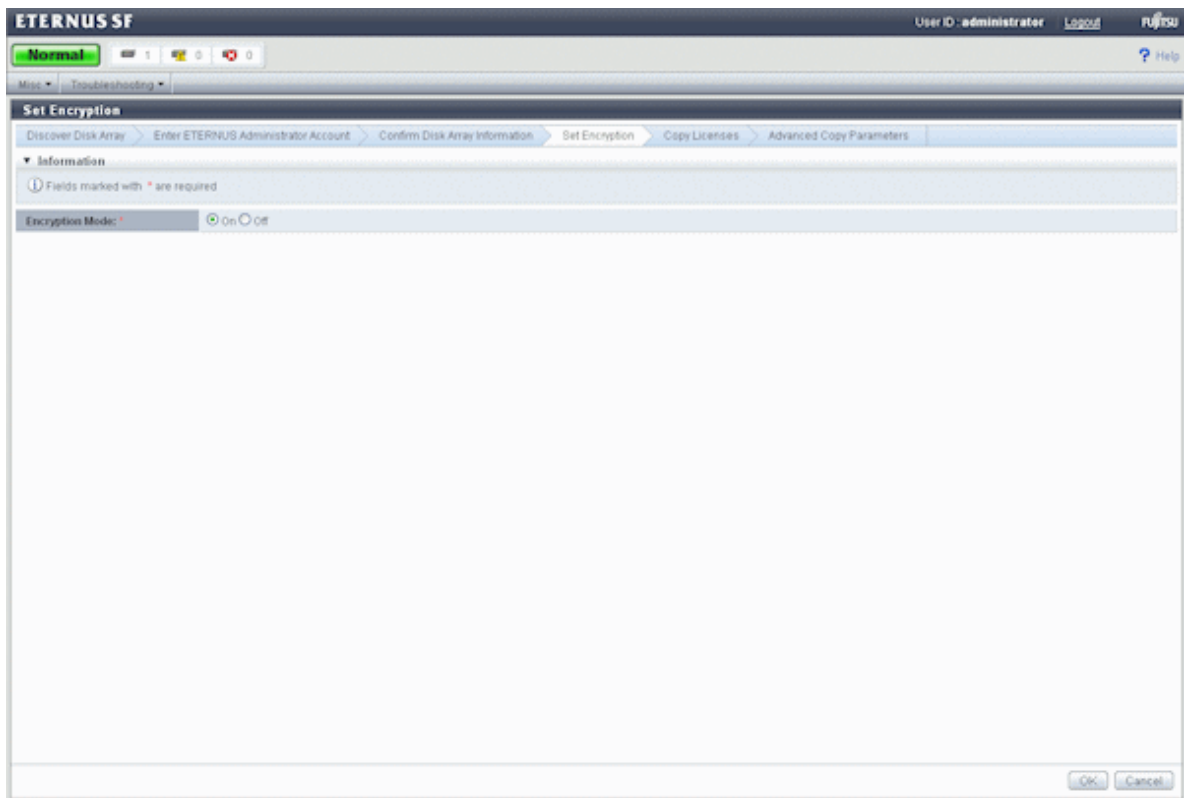 ETERNUS SF
User ID : administrator Logout FUJITSU
Normal 1 0 0 ? Help
Misc Troubleshooting
Set Encryption
Discover Disk Array Enter ETERNUS Administrator Account Confirm Disk Array Information Set Encryption Copy Licenses Advanced Copy Parameters
Information
Fields marked with * are required
Encryption Mode: * On Off
OK Cancel